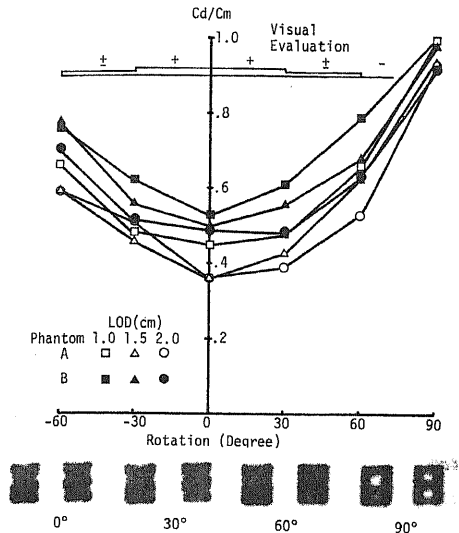 Cd/Cm
1.0
Visual
Evaluation
± + + ± -
.8
.6
.4
.2
LOD(cm)
Phantom 1.0 1.5 2.0
A
B
-60 -30 0 30 60 90
Rotation (Degree)
0° 30° 60° 90°